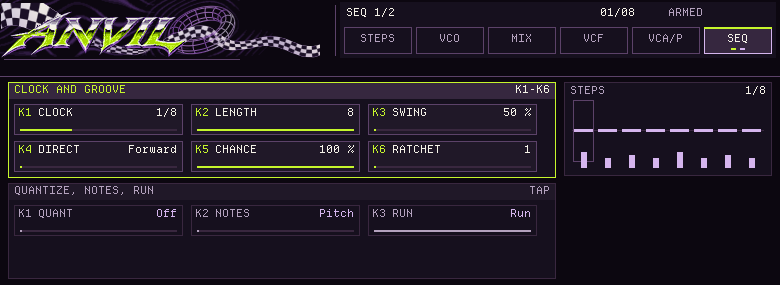 ANVIL
SEQ 1/2 01/08 ARMED
STEPS VCO MIX VCF VCA/P SEQ
CLOCK AND GROOVE K1-K6
K1 CLOCK 1/8 K2 LENGTH 8 K3 SWING 50 %
K4 DIRECT Forward K5 CHANCE 100 % K6 RATCHET 1
STEPS 1/8
QUANTIZE, NOTES, RUN TAP
K1 QUANT Off K2 NOTES Pitch K3 RUN Run